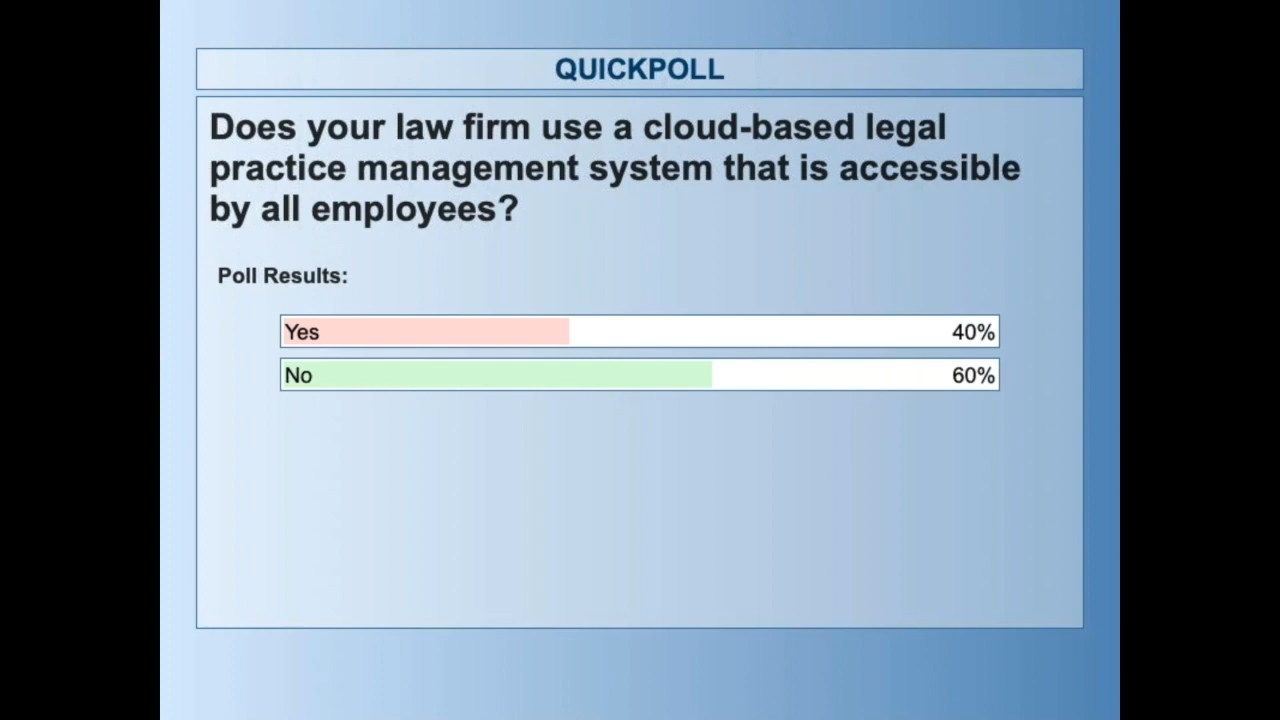 QUICKPOLL
Does your law firm use a cloud-based legal
practice management system that is accessible
by all employees?
Poll Results:
Yes 40%
No 60%